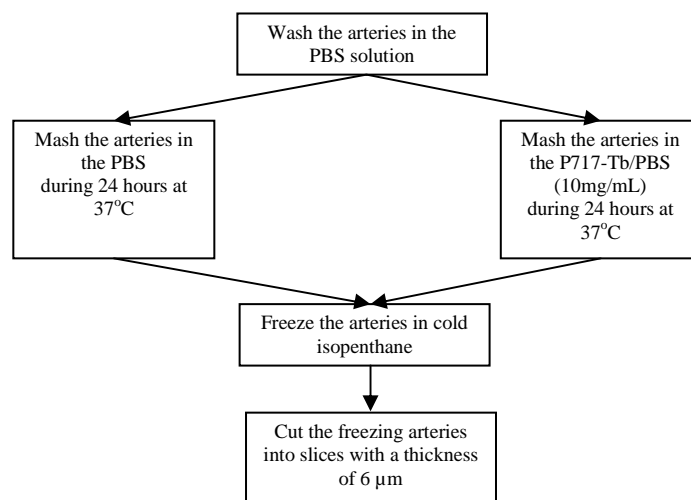 Wash the arteries in the
PBS solution
Mash the arteries in
the PBS
during 24 hours at
37°C
Mash the arteries in
the P717-Tb/PBS
(10mg/mL)
during 24 hours at
37°C
Freeze the arteries in cold
isopenthane
Cut the freezing arteries
into slices with a thickness
of 6 µm